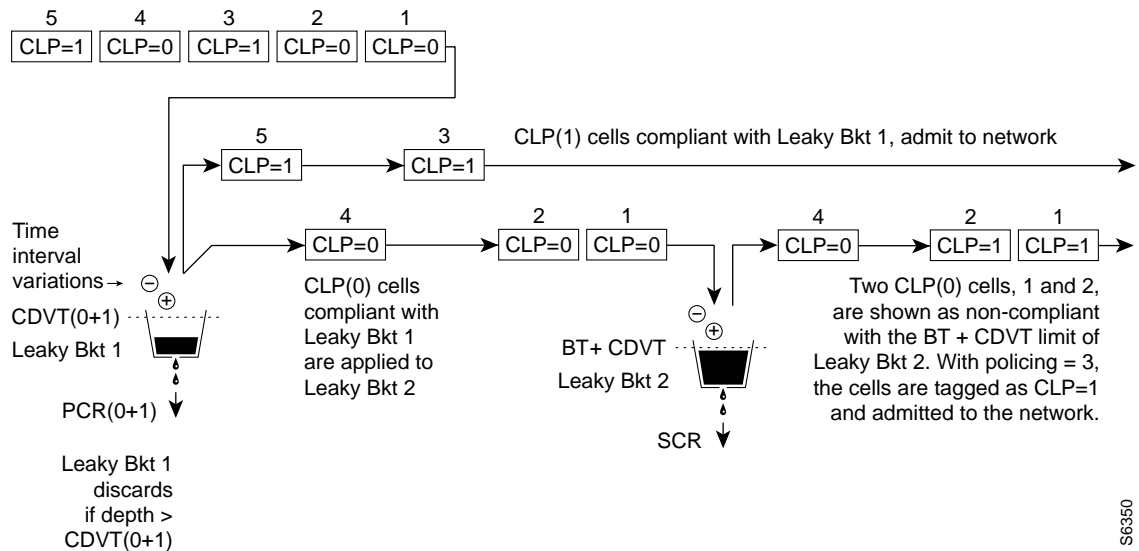 5 4 3 2 1
CLP=1 CLP=0 CLP=1 CLP=0 CLP=0
5 3
CLP=1 CLP=1
CLP(1) cells compliant with Leaky Bkt 1, admit to network
4 2 1 4 2 1
CLP=0 CLP=0 CLP=0 CLP=0 CLP=1 CLP=1
Time
interval
variations
− +
CDVT(0+1)
Leaky Bkt 1
PCR(0+1)
Leaky Bkt 1
discards
if depth >
CDVT(0+1)
CLP(0) cells
compliant with
Leaky Bkt 1
are applied to
Leaky Bkt 2
− +
BT+ CDVT
Leaky Bkt 2
SCR
Two CLP(0) cells, 1 and 2,
are shown as non-compliant
with the BT + CDVT limit of
Leaky Bkt 2. With policing = 3,
the cells are tagged as CLP=1
and admitted to the network.
S6350